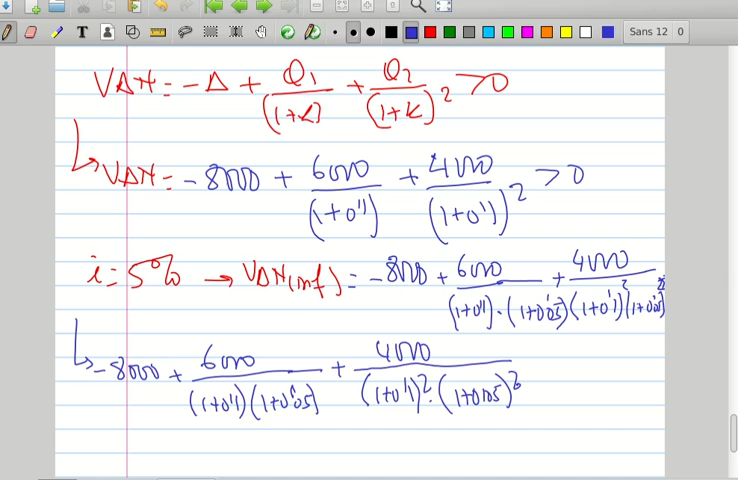 Sans 12 0
VAN = -A + Q1/(1+K) + Q2/(1+K)^2 > 0
VAN = -8000 + 6000/(1+0'1) + 4000/(1+0'1)^2 > 0
i = 5% → VAN(inf) = -8000 + 6000/(1+0'1)·(1+0'05) + 4000/(1+0'1)^2(1+0'05)^2
-8000 + 6000/(1+0'1)(1+0'05) + 4000/(1+0'1)^2·(1+0'05)^2